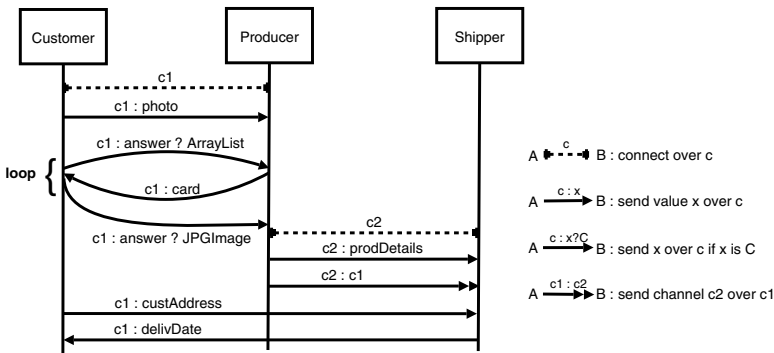 Customer
Producer
Shipper
c1
c1 : photo
c1 : answer ? ArrayList
loop {
c1 : card
c1 : answer ? JPGImage
c2
c2 : prodDetails
c2 : c1
c1 : custAddress
c1 : delivDate
A c B : connect over c
A c : x B : send value x over c
A c : x?C B : send x over c if x is C
A c1 : c2 B : send channel c2 over c1